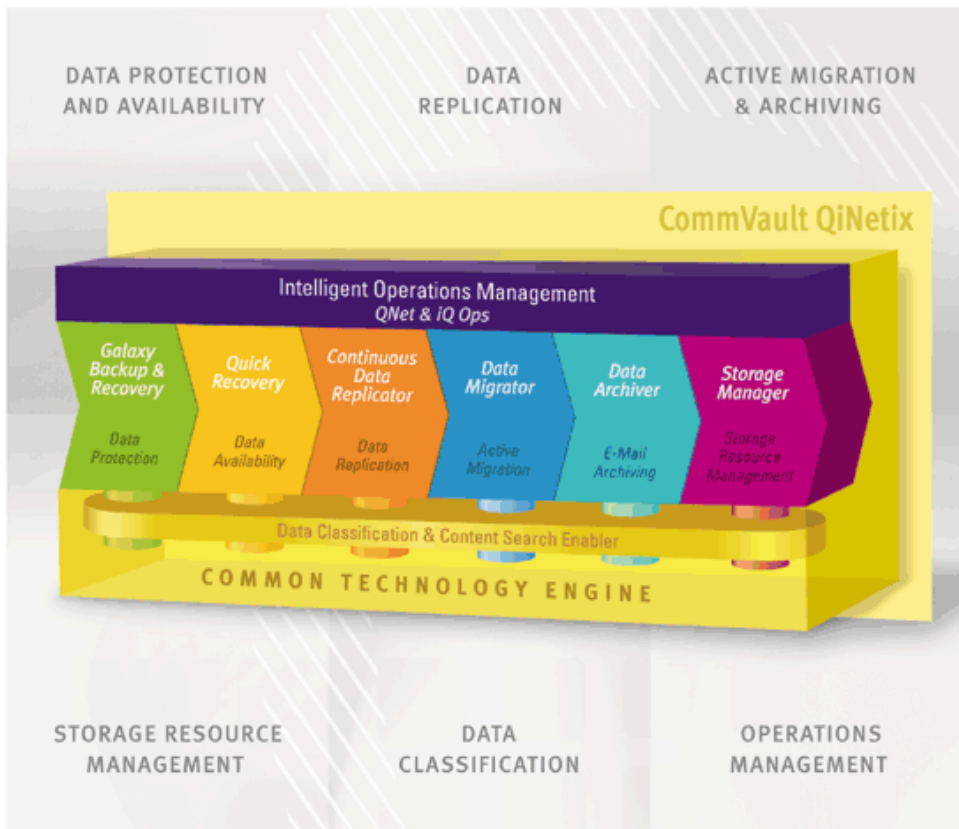 DATA PROTECTION
AND AVAILABILITY
DATA
REPLICATION
ACTIVE MIGRATION
& ARCHIVING
CommVault QiNetix
Intelligent Operations Management
QNet & iQ Ops
Galaxy
Backup &
Recovery
Data
Protection
Quick
Recovery
Data
Availability
Continuous
Data
Replicator
Data
Replication
Data
Migrator
Active
Migration
Data
Archiver
E-Mail
Archiving
Storage
Manager
Storage
Resource
Management
Data Classification & Content Search Enabler
COMMON TECHNOLOGY ENGINE
STORAGE RESOURCE
MANAGEMENT
DATA
CLASSIFICATION
OPERATIONS
MANAGEMENT